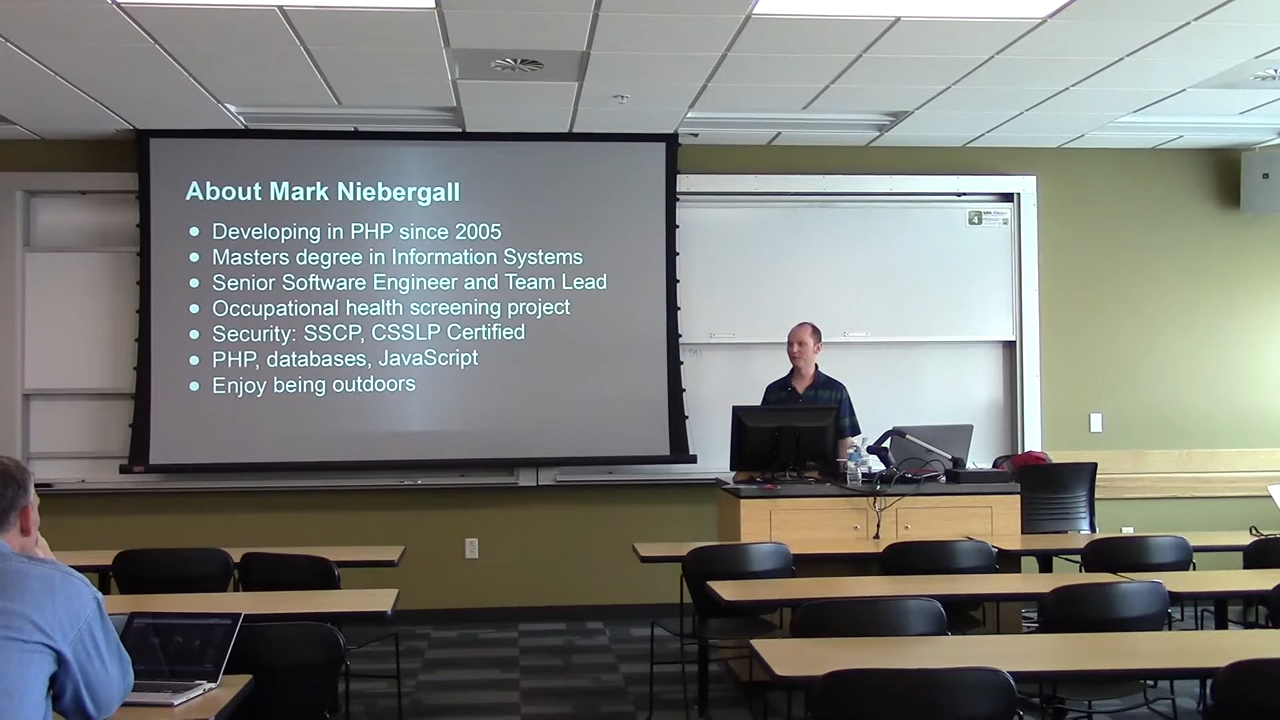 About Mark Niebergall
● Developing in PHP since 2005
● Masters degree in Information Systems
● Senior Software Engineer and Team Lead
● Occupational health screening project
● Security: SSCP, CSSLP Certified
● PHP, databases, JavaScript
● Enjoy being outdoors
4